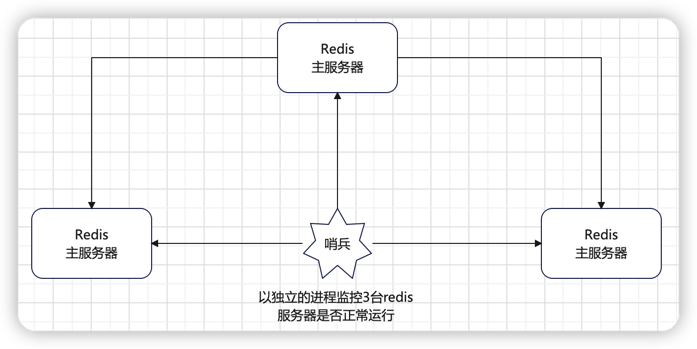 Redis
主服务器
Redis
主服务器
哨兵
Redis
主服务器
以独立的进程监控3台redis
服务器是否正常运行